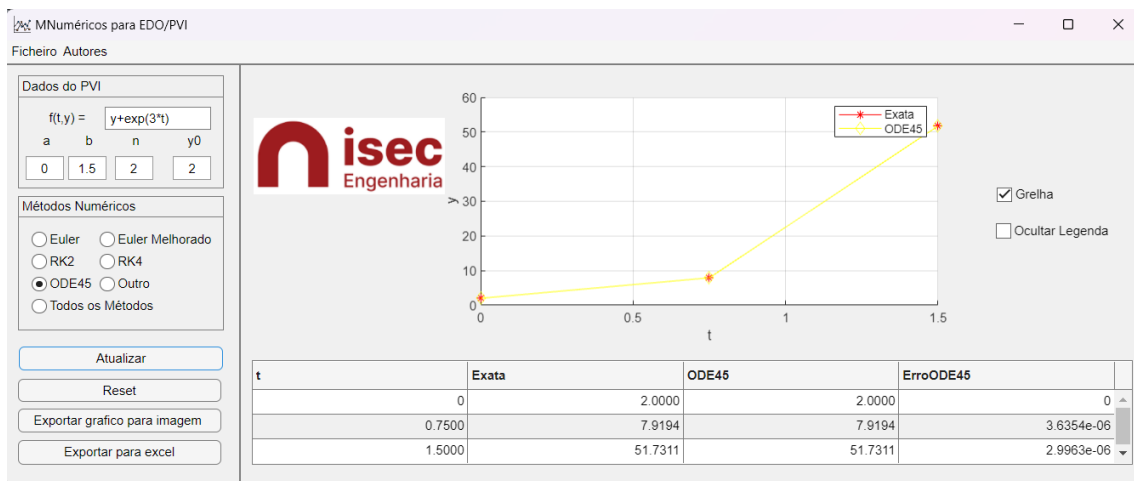 MNuméricos para EDO/PVI
Ficheiro Autores
Dados do PVI
f(t,y) = y+exp(3*t)
a b n y0
0 1.5 2 2
Métodos Numéricos
Euler Euler Melhorado
RK2 RK4
ODE45 Outro
Todos os Métodos
Atualizar
Reset
Exportar grafico para imagem
Exportar para excel
isec
Engenharia
60
50
40
30
20
10
0
y
0 0.5 1 1.5
t
Exata
ODE45
Grelha
Ocultar Legenda
t Exata ODE45 ErroODE45
0 2.0000 2.0000 0
0.7500 7.9194 7.9194 3.6354e-06
1.5000 51.7311 51.7311 2.9963e-06